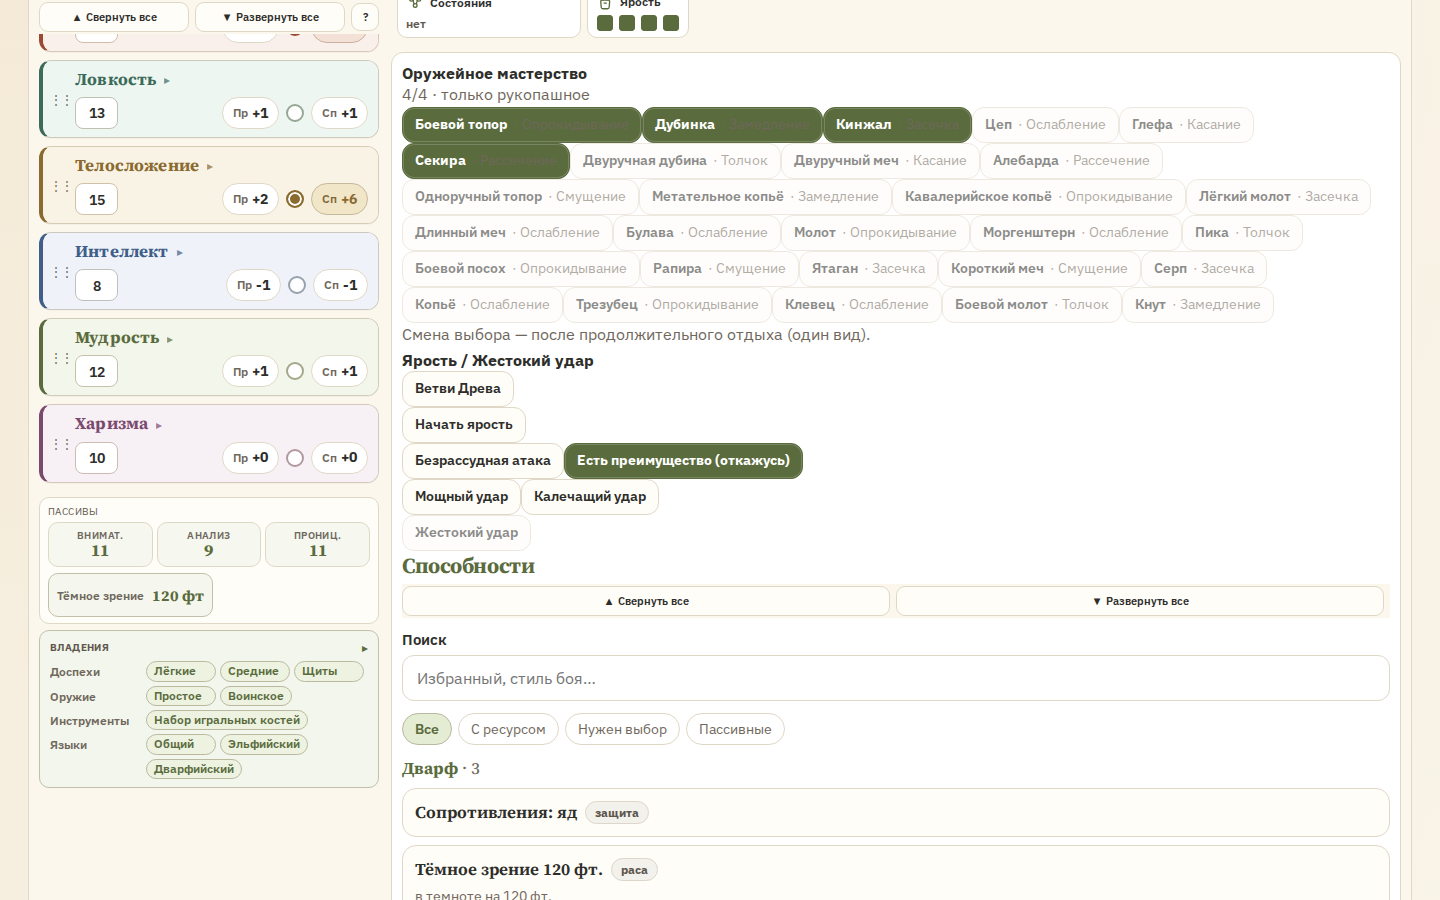 ▲ Свернуть все ▼ Развернуть все ?
Ловкость ▸
13 Пр +1 Сп +1
Телосложение ▸
15 Пр +2 Сп +6
Интеллект ▸
8 Пр -1 Сп -1
Мудрость ▸
12 Пр +1 Сп +1
Харизма ▸
10 Пр +0 Сп +0
ПАССИВЫ
ВНИМАТ. АНАЛИЗ ПРОНИЦ.
11 9 11
Тёмное зрение 120 фт
ВЛАДЕНИЯ ▸
Доспехи Лёгкие Средние Щиты
Оружие Простое Воинское
Инструменты Набор игральных костей
Языки Общий Эльфийский
Дварфийский
Состояния Ярость
нет
Оружейное мастерство
4/4 · только рукопашное
Боевой топор · Опрокидывание Дубинка · Замедление Кинжал · Засечка Цеп · Ослабление Глефа · Касание
Секира · Рассечение Двуручная дубина · Толчок Двуручный меч · Касание Алебарда · Рассечение
Одноручный топор · Смущение Метательное копьё · Замедление Кавалерийское копьё · Опрокидывание Лёгкий молот · Засечка
Длинный меч · Ослабление Булава · Ослабление Молот · Опрокидывание Моргенштерн · Ослабление Пика · Толчок
Боевой посох · Опрокидывание Рапира · Смущение Ятаган · Засечка Короткий меч · Смущение Серп · Засечка
Копьё · Ослабление Трезубец · Опрокидывание Клевец · Ослабление Боевой молот · Толчок Кнут · Замедление
Смена выбора — после продолжительного отдыха (один вид).
Ярость / Жестокий удар
Ветви Древа
Начать ярость
Безрассудная атака Есть преимущество (откажусь)
Мощный удар Калечащий удар
Жестокий удар
Способности
▲ Свернуть все ▼ Развернуть все
Поиск
Избранный, стиль боя...
Все С ресурсом Нужен выбор Пассивные
Дварф · 3
Сопротивления: яд защита
Тёмное зрение 120 фт. раса
в темноте на 120 фт.